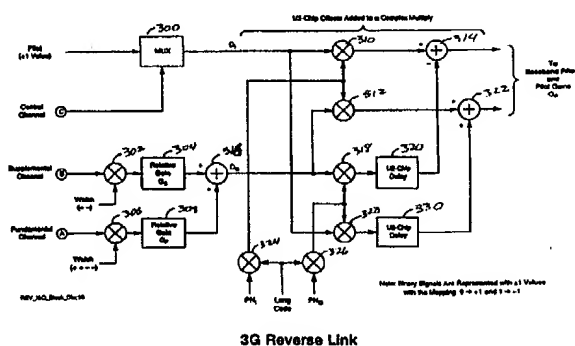 1/2-Chip Offsets Added to a Complex Multiply
300
310
314
Pilot
(±1 Value)
MUX
D
+
+
-
To
Baseband Filter
and
Pilot Gains
312
322
Control
Channel
C
+
+
302
304
318
320
Supplemental
Channel
B
Relative
Gain
G
+
+
D
1/2-Chip
Delay
Walsh
(+ -)
306
Fundamental
Channel
A
Relative
Gain
G
330
1/2-Chip
Delay
Walsh
(+ + - -)
324
326
PN
Long
Code
PN
Note: Binary Signals Are Represented with ±1 Values
with the Mapping 0 → +1 and 1 → -1
3G Reverse Link